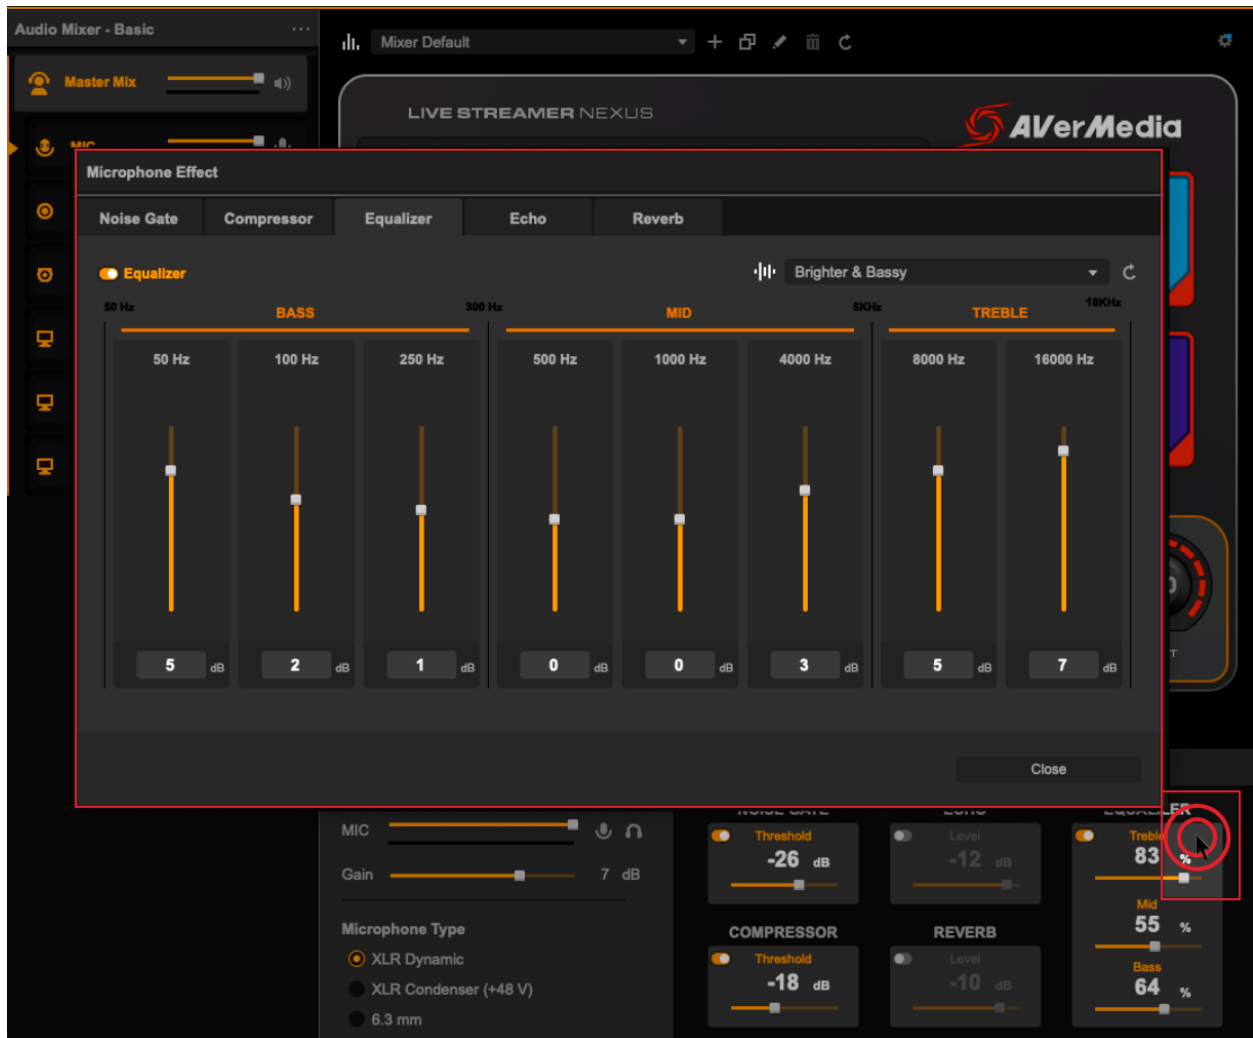 Audio Mixer - Basic
Mixer Default
Master Mix
LIVE STREAMER NEXUS
AVerMedia
MIC
Microphone Effect
Noise Gate Compressor Equalizer Echo Reverb
Equalizer
Brighter & Bassy
50 Hz BASS 300 Hz MID 5KHz TREBLE 18KHz
50 Hz 100 Hz 250 Hz 500 Hz 1000 Hz 4000 Hz 8000 Hz 16000 Hz
5 dB 2 dB 1 dB 0 dB 0 dB 3 dB 5 dB 7 dB
Close
NOISE GATE ECHO EQUALIZER
MIC
Threshold Level Treble
-26 dB -12 dB 83 %
Gain 7 dB
Mid
55 %
Microphone Type
COMPRESSOR REVERB
XLR Dynamic
Threshold Level Bass
-18 dB -10 dB 64 %
XLR Condenser (+48 V)
6.3 mm